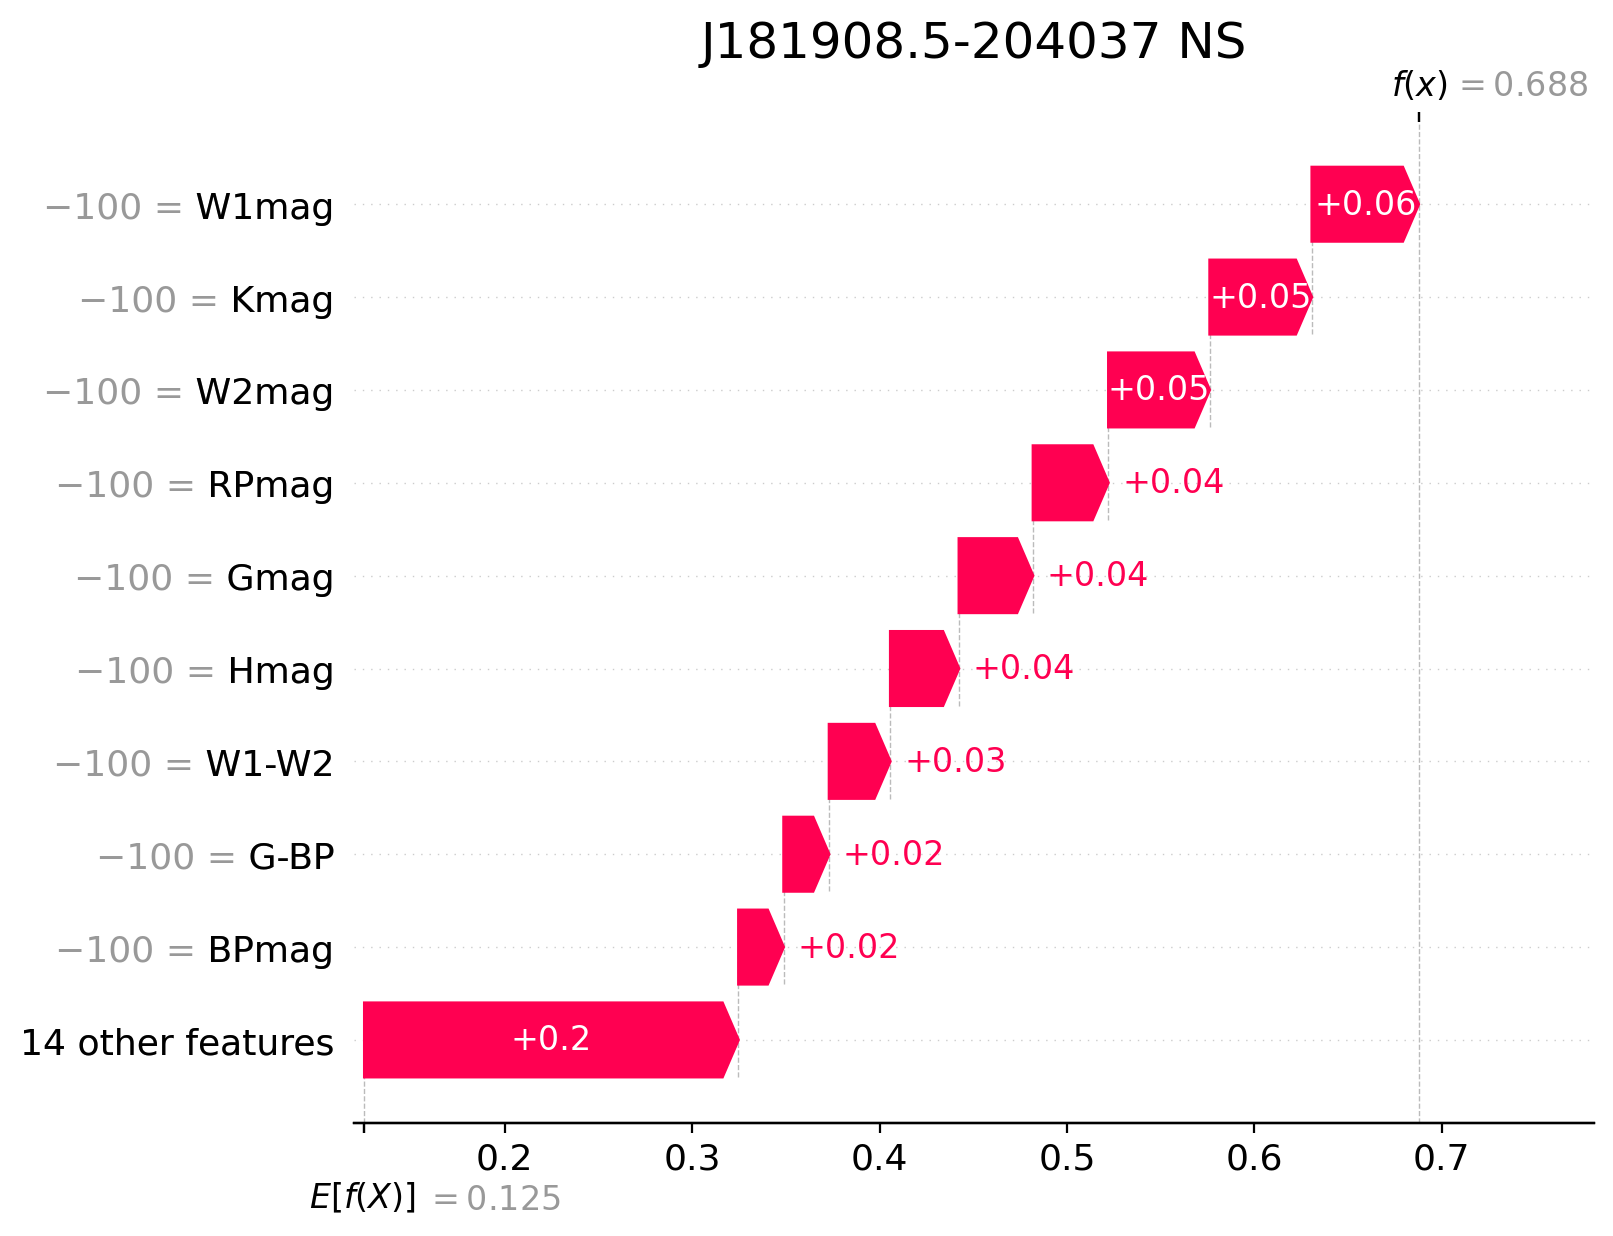 J181908.5-204037 NS
f(x) = 0.688
−100 = W1mag
+0.06
−100 = Kmag
+0.05
−100 = W2mag
+0.05
−100 = RPmag
+0.04
−100 = Gmag
+0.04
−100 = Hmag
+0.04
−100 = W1-W2
+0.03
−100 = G-BP
+0.02
−100 = BPmag
+0.02
14 other features
+0.2
0.2 0.3 0.4 0.5 0.6 0.7
E[f(X)] = 0.125